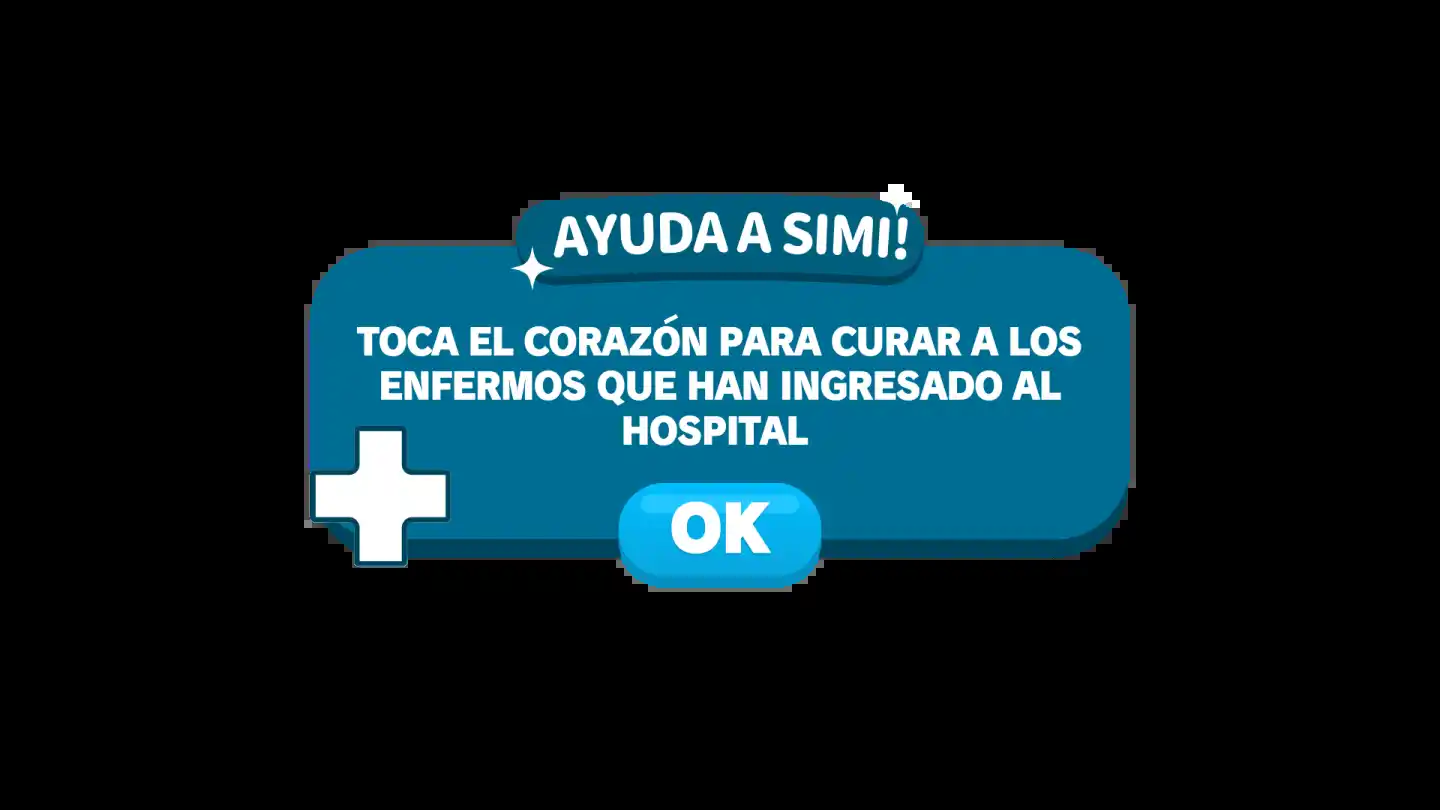 AYUDA A SIMI!
TOCA EL CORAZÓN PARA CURAR A LOS
ENFERMOS QUE HAN INGRESADO AL
HOSPITAL
OK